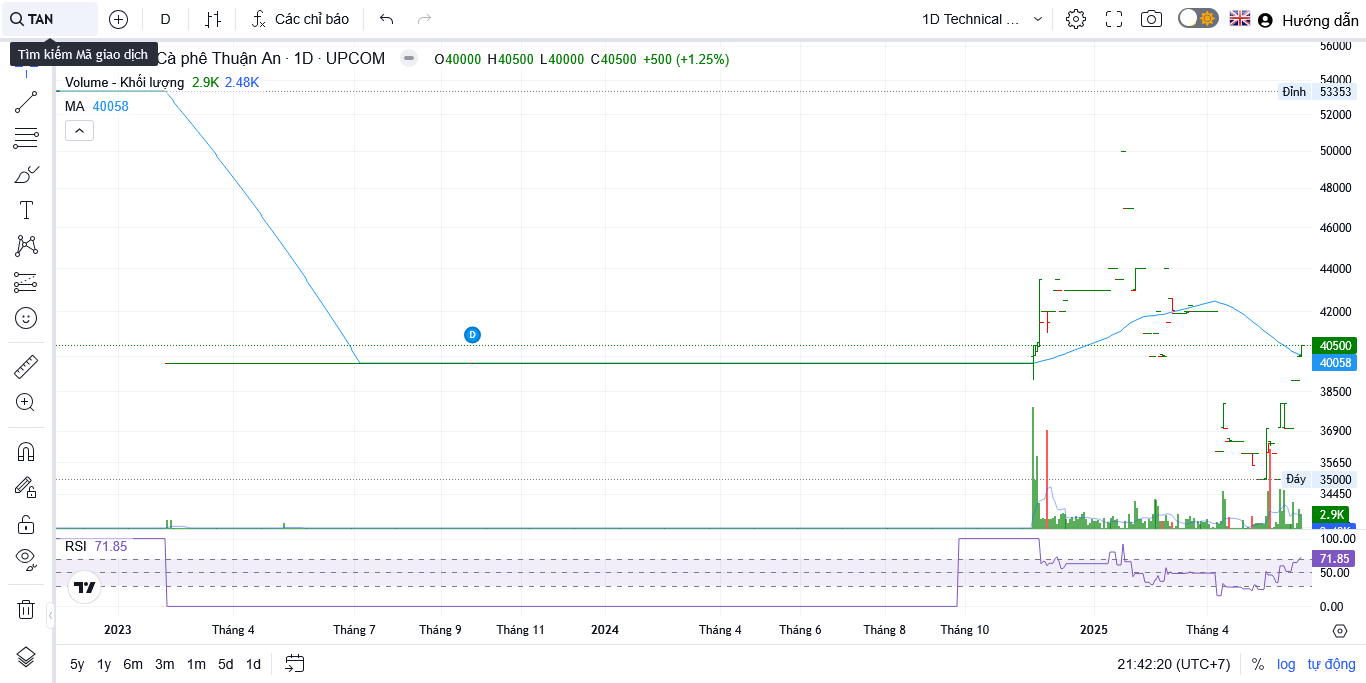 TAN D Các chỉ báo 1D Technical ... Hướng dẫn
Tìm kiếm Mã giao dịch
Cà phê Thuận An · 1D · UPCOM O40000 H40500 L40000 C40500 +500 (+1.25%)
Volume - Khối lượng 2.9K 2.48K
MA 40058
56000
54000
Đỉnh 53353
52000
50000
48000
46000
44000
42000
D
40500
40058
38500
36900
35650
Đáy 35000
34450
2.9K
RSI 71.85
100.00
71.85
50.00
0.00
2023 Tháng 4 Tháng 7 Tháng 9 Tháng 11 2024 Tháng 4 Tháng 6 Tháng 8 Tháng 10 2025 Tháng 4
5y 1y 6m 3m 1m 5d 1d 21:42:20 (UTC+7) % log tự động